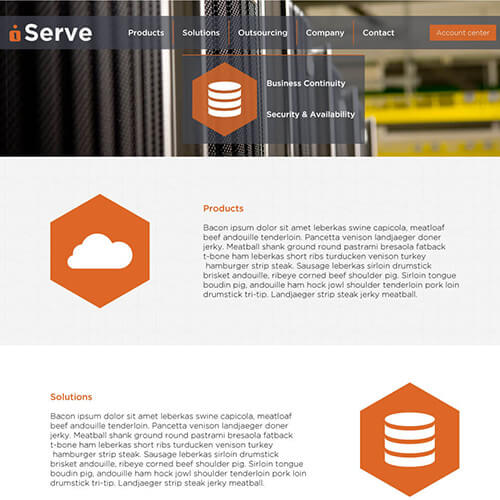 iServe
Products Solutions Outsourcing Company Contact Account center
Business Continuity
Security & Availability
Products
Bacon ipsum dolor sit amet leberkas swine capicola, meatloaf
beef andouille tenderloin. Pancetta venison landjaeger doner
jerky. Meatball shank ground round pastrami bresaola fatback
t-bone ham leberkas short ribs turducken venison turkey
hamburger strip steak. Sausage leberkas sirloin drumstick
brisket andouille, ribeye corned beef shoulder pig. Sirloin tongue
boudin pig, andouille ham hock jowl shoulder tenderloin pork loin
drumstick tri-tip. Landjaeger strip steak jerky meatball.
Solutions
Bacon ipsum dolor sit amet leberkas swine capicola, meatloaf
beef andouille tenderloin. Pancetta venison landjaeger doner
jerky. Meatball shank ground round pastrami bresaola fatback
t-bone ham leberkas short ribs turducken venison turkey
hamburger strip steak. Sausage leberkas sirloin drumstick
brisket andouille, ribeye corned beef shoulder pig. Sirloin tongue
boudin pig, andouille ham hock jowl shoulder tenderloin pork loin
drumstick tri-tip. Landjaeger strip steak jerky meatball.